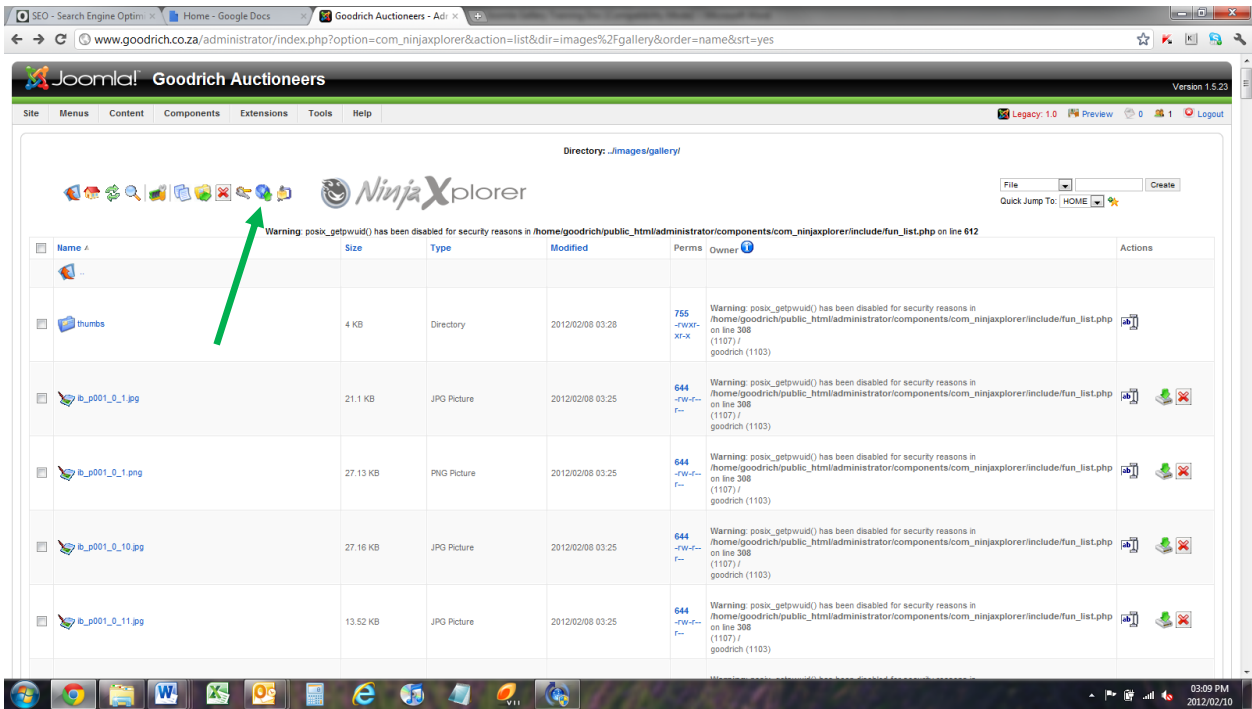 SEO - Search Engine Optim
Home - Google Docs
Goodrich Auctioneers - Adr
www.goodrich.co.za/administrator/index.php?option=com_ninjaxplorer&action=list&dir=images%2Fgallery&order=name&srt=yes
Joomla! Goodrich Auctioneers
Version 1.5.23
Site Menus Content Components Extensions Tools Help Legacy: 1.0 Preview 0 1 Logout
Directory: ../images/gallery/
Ninja Xplorer
File Create
Quick Jump To: HOME
Warning: posix_getpwuid() has been disabled for security reasons in /home/goodrich/public_html/administrator/components/com_ninjaxplorer/include/fun_list.php on line 612
Name Size Type Modified Perms Owner Actions
..
thumbs 4 KB Directory 2012/02/08 03:28
755
-rwxr-
xr-x
Warning: posix_getpwuid() has been disabled for security reasons in
/home/goodrich/public_html/administrator/components/com_ninjaxplorer/include/fun_list.php
on line 308
(1107) /
goodrich (1103)
ib_p001_0_1.jpg 21.1 KB JPG Picture 2012/02/08 03:25
644
-rw-r--
r--
Warning: posix_getpwuid() has been disabled for security reasons in
/home/goodrich/public_html/administrator/components/com_ninjaxplorer/include/fun_list.php
on line 308
(1107) /
goodrich (1103)
ib_p001_0_1.png 27.13 KB PNG Picture 2012/02/08 03:25
644
-rw-r--
r--
Warning: posix_getpwuid() has been disabled for security reasons in
/home/goodrich/public_html/administrator/components/com_ninjaxplorer/include/fun_list.php
on line 308
(1107) /
goodrich (1103)
ib_p001_0_10.jpg 27.16 KB JPG Picture 2012/02/08 03:25
644
-rw-r--
r--
Warning: posix_getpwuid() has been disabled for security reasons in
/home/goodrich/public_html/administrator/components/com_ninjaxplorer/include/fun_list.php
on line 308
(1107) /
goodrich (1103)
ib_p001_0_11.jpg 13.52 KB JPG Picture 2012/02/08 03:25
644
-rw-r--
r--
Warning: posix_getpwuid() has been disabled for security reasons in
/home/goodrich/public_html/administrator/components/com_ninjaxplorer/include/fun_list.php
on line 308
(1107) /
goodrich (1103)
03:09 PM
2012/02/10